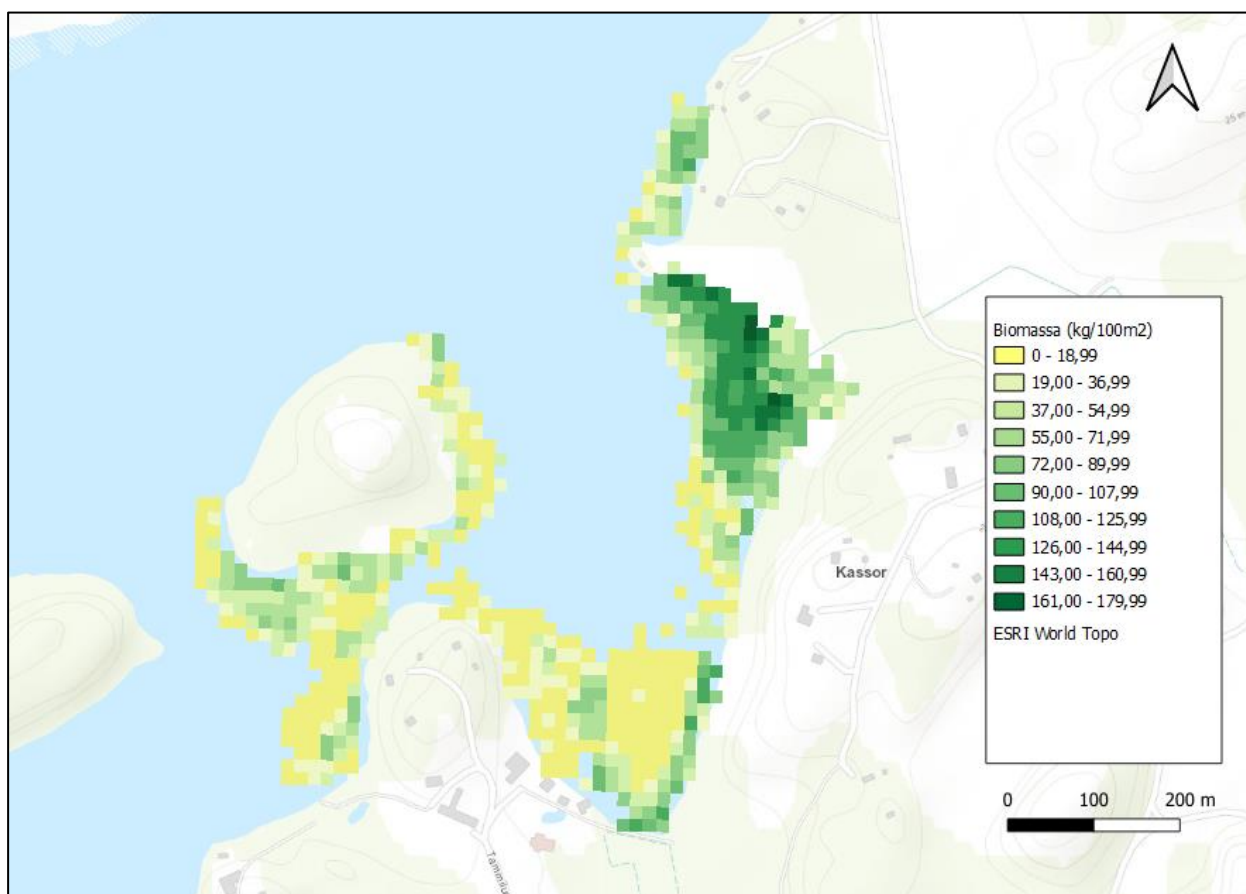 25 m
Biomassa (kg/100m2)
0 - 18,99
19,00 - 36,99
37,00 - 54,99
55,00 - 71,99
72,00 - 89,99
90,00 - 107,99
108,00 - 125,99
126,00 - 144,99
143,00 - 160,99
161,00 - 179,99
ESRI World Topo
Kassor
0 100 200 m